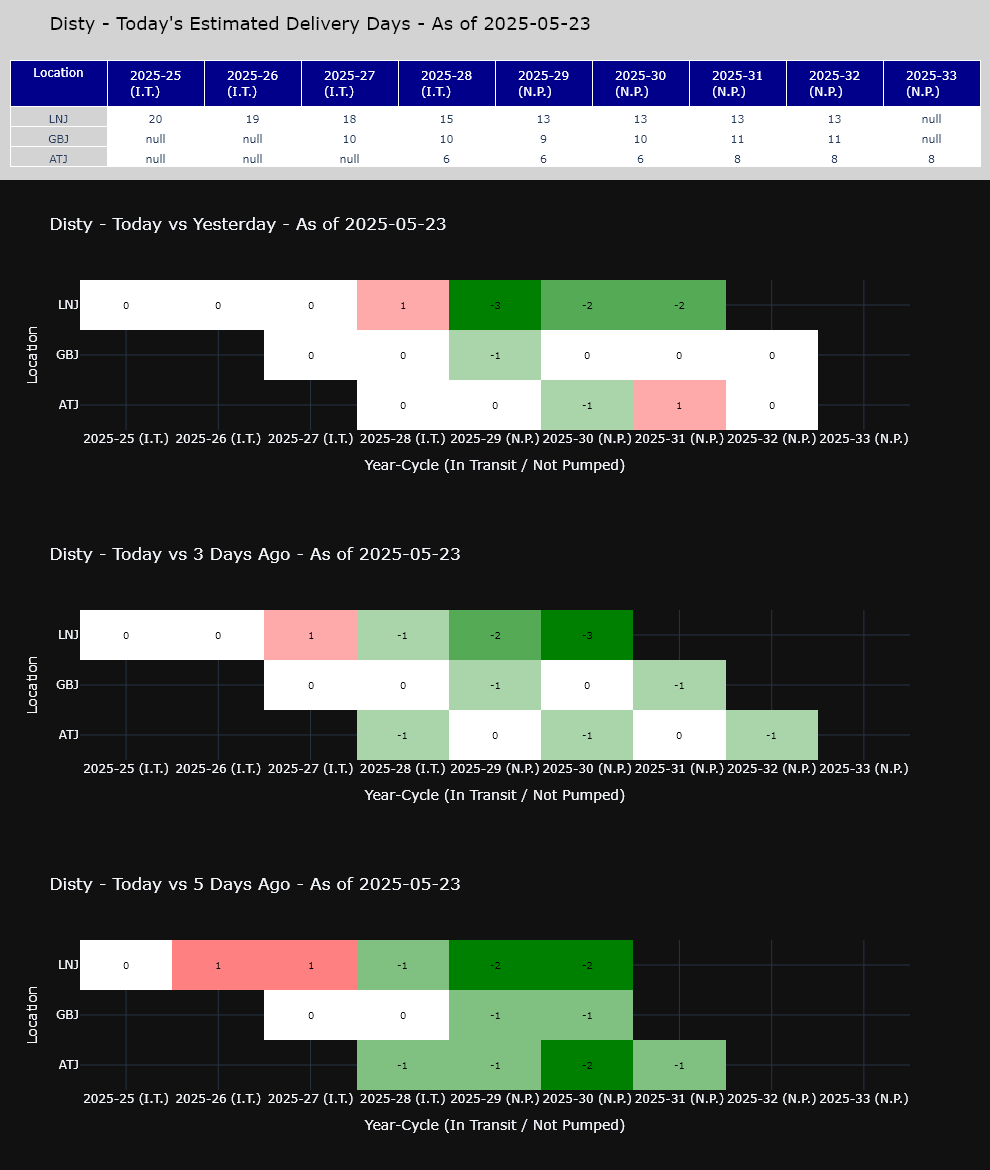 Disty - Today's Estimated Delivery Days - As of 2025-05-23
Location 2025-25 (I.T.) 2025-26 (I.T.) 2025-27 (I.T.) 2025-28 (I.T.) 2025-29 (N.P.) 2025-30 (N.P.) 2025-31 (N.P.) 2025-32 (N.P.) 2025-33 (N.P.)
LNJ 20 19 18 15 13 13 13 13 null
GBJ null null 10 10 9 10 11 11 null
ATJ null null null 6 6 6 8 8 8
Disty - Today vs Yesterday - As of 2025-05-23
Location
LNJ 0 0 0 1 -3 -2 -2
GBJ 0 0 -1 0 0 0
ATJ 0 0 -1 1 0
2025-25 (I.T.) 2025-26 (I.T.) 2025-27 (I.T.) 2025-28 (I.T.) 2025-29 (N.P.) 2025-30 (N.P.) 2025-31 (N.P.) 2025-32 (N.P.) 2025-33 (N.P.)
Year-Cycle (In Transit / Not Pumped)
Disty - Today vs 3 Days Ago - As of 2025-05-23
Location
LNJ 0 0 1 -1 -2 -3
GBJ 0 0 -1 0 -1
ATJ -1 0 -1 0 -1
2025-25 (I.T.) 2025-26 (I.T.) 2025-27 (I.T.) 2025-28 (I.T.) 2025-29 (N.P.) 2025-30 (N.P.) 2025-31 (N.P.) 2025-32 (N.P.) 2025-33 (N.P.)
Year-Cycle (In Transit / Not Pumped)
Disty - Today vs 5 Days Ago - As of 2025-05-23
Location
LNJ 0 1 1 -1 -2 -2
GBJ 0 0 -1 -1
ATJ -1 -1 -2 -1
2025-25 (I.T.) 2025-26 (I.T.) 2025-27 (I.T.) 2025-28 (I.T.) 2025-29 (N.P.) 2025-30 (N.P.) 2025-31 (N.P.) 2025-32 (N.P.) 2025-33 (N.P.)
Year-Cycle (In Transit / Not Pumped)